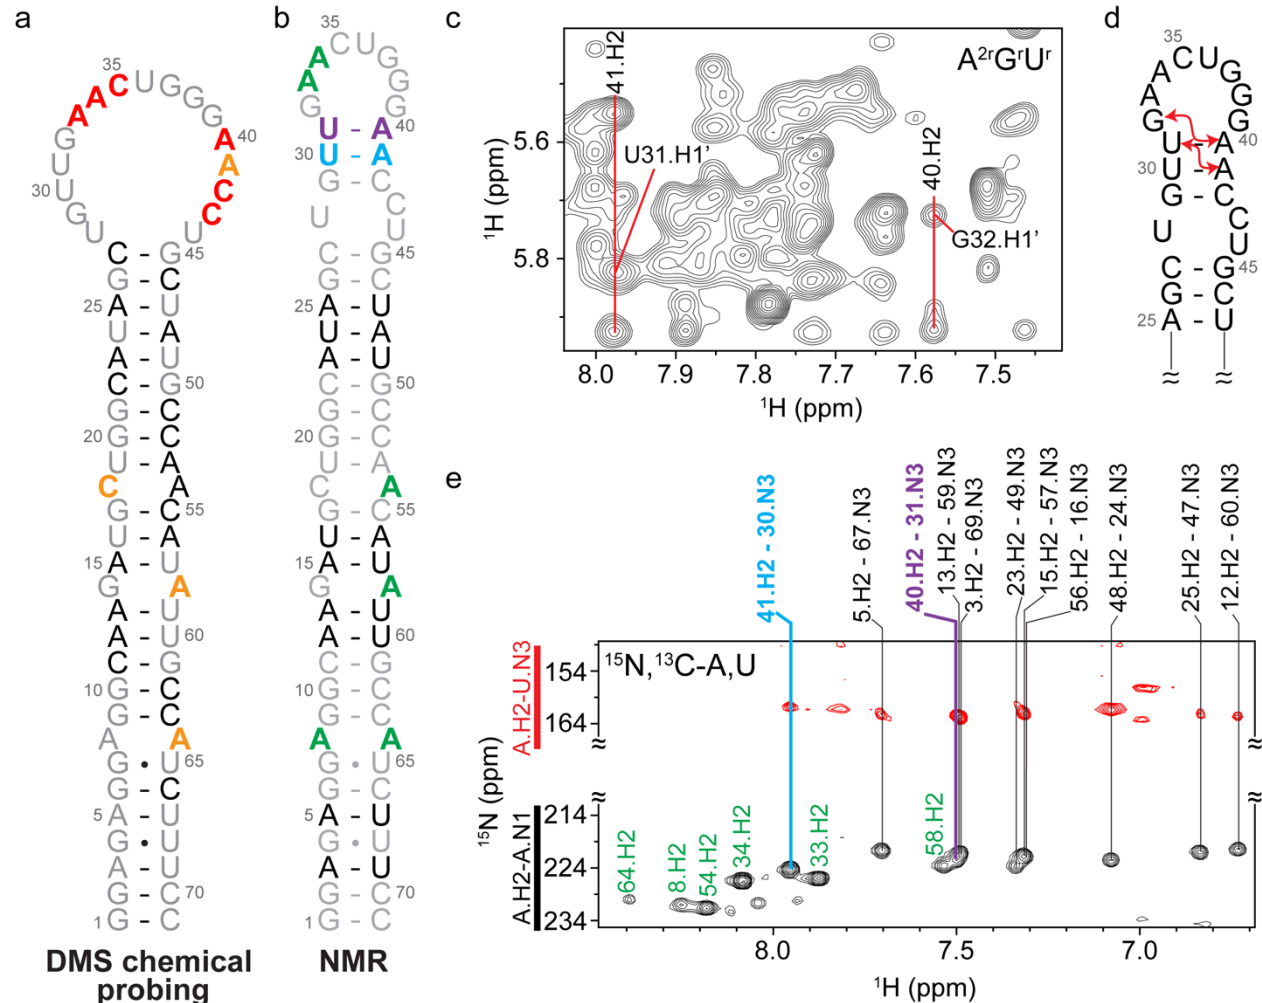 a
35
A A C U G G G A 40
A
C
C
U
G
U
U
30
G
U
C - G 45
G - C
25 A - U
U - A
A - U
C - G 50
G - C
20 G - C
U - A
C A
G - C 55
U - A
15 A - U
G A
A - U
A - U 60
C - G
10 G - C
G - C
A A
G • U 65
G - C
5 A - U
G • U
A - U
G - C 70
1 G - C
DMS chemical
probing
b
35
A C U G
A G
G G
U - A 40
30 U - A
G C
U C
U
C - G 45
G - C
25 A - U
U - A
A - U
C - G 50
G - C
20 G - C
U - A
C A
G - C 55
U - A
15 A - U
G A
A - U
A - U 60
C - G
10 G - C
G - C
A A
G • U 65
G - C
5 A - U
G • U
A - U
G - C 70
1 G - C
NMR
c
A²ʳGʳUʳ
41.H2
U31.H1'
40.H2
G32.H1'
5.6
5.8
¹H (ppm)
8.0 7.9 7.8 7.7 7.6 7.5
¹H (ppm)
d
35
A C U G
A G
G G
U - A 40
30 U - A
G C
U C
U
C G 45
G C
25 A U
≈ ≈
e
41.H2 - 30.N3
5.H2 - 67.N3
40.H2 - 31.N3
13.H2 - 59.N3
3.H2 - 69.N3
23.H2 - 49.N3
15.H2 - 57.N3
56.H2 - 16.N3
48.H2 - 24.N3
25.H2 - 47.N3
12.H2 - 60.N3
¹⁵N,¹³C-A,U
A.H2-U.N3
154
164
≈ ≈
¹⁵N (ppm)
A.H2-A.N1
214
224
234
64.H2
8.H2
54.H2
34.H2
33.H2
58.H2
8.0 7.5 7.0
¹H (ppm)